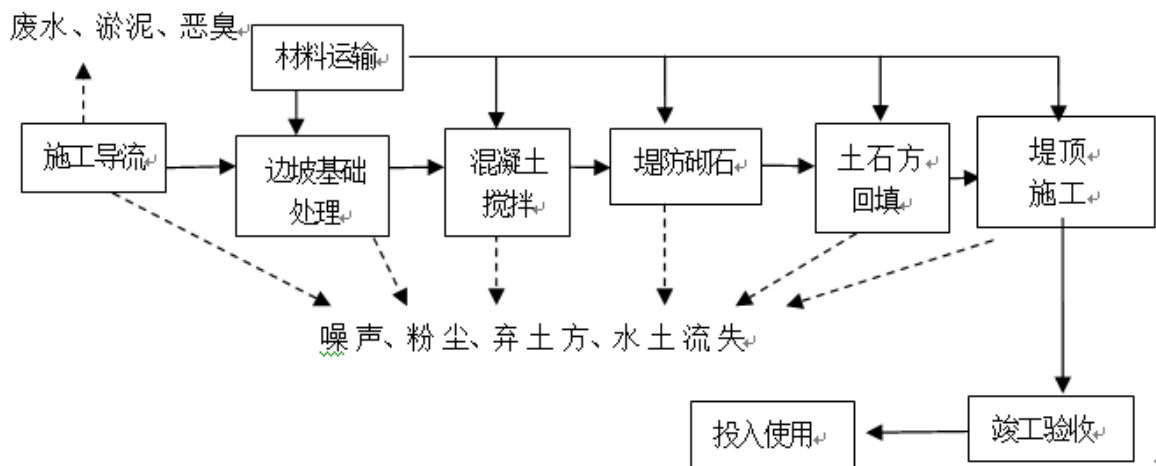 废水、淤泥、恶臭
材料运输
施工导流
边坡基础
处理
混凝土
搅拌
堤防砌石
土石方
回填
堤顶
施工
噪声、粉尘、弃土方、水土流失
竣工验收
投入使用